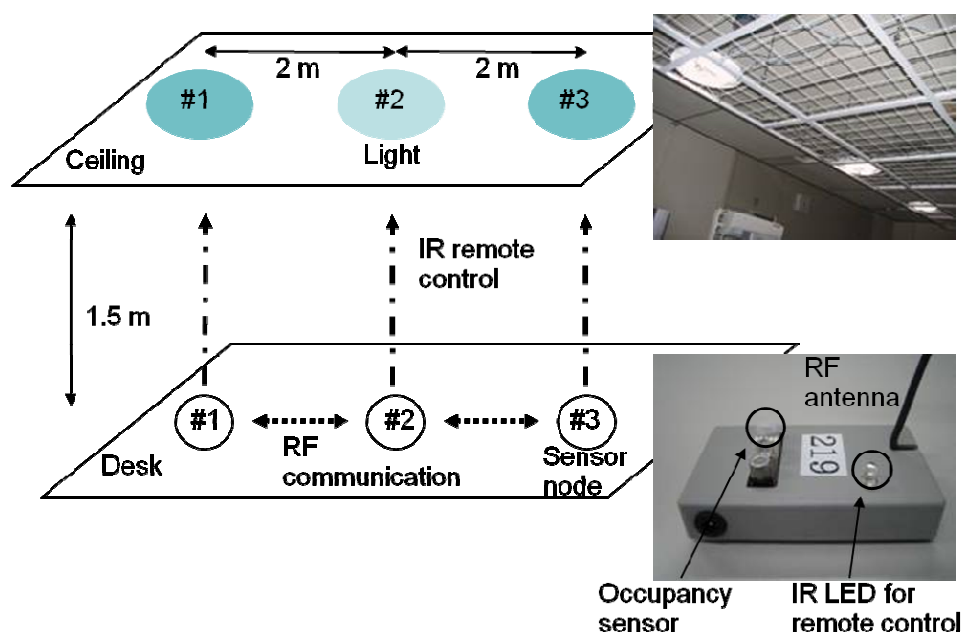 2 m
2 m
#1
#2
#3
Ceiling
Light
IR remote
control
1.5 m
#1
#2
#3
RF
communication
Desk
Sensor
node
RF
antenna
219
Occupancy
sensor
IR LED for
remote control